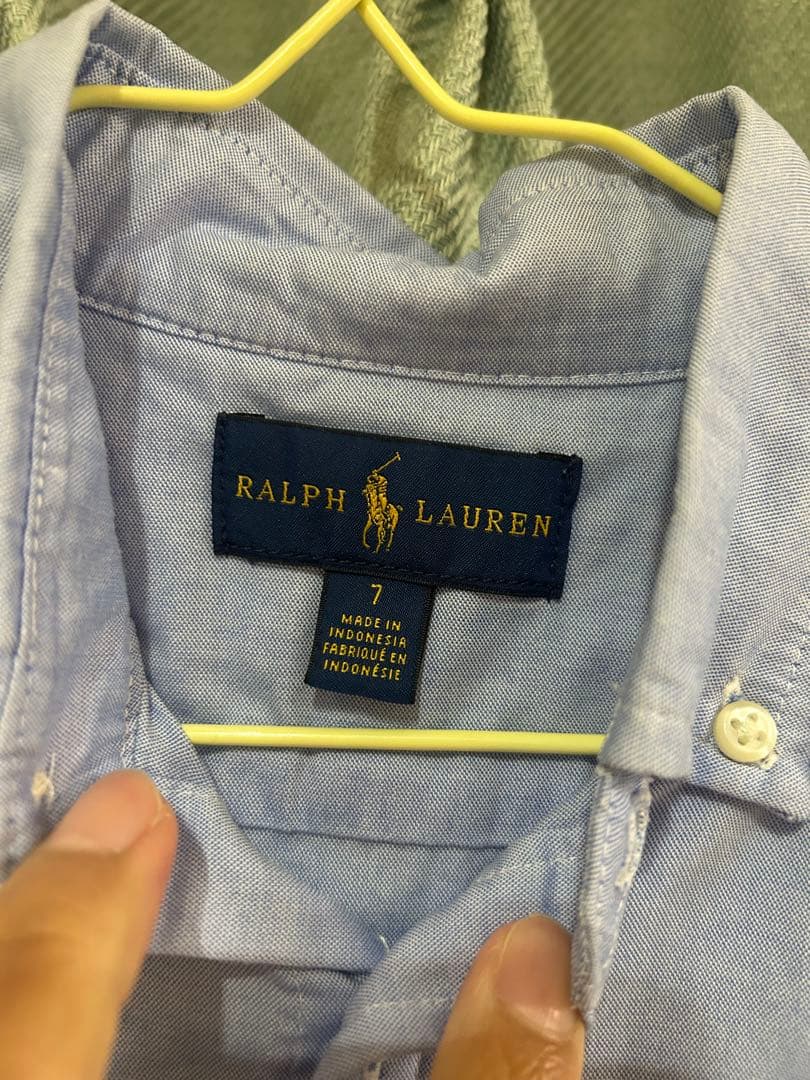 RALPH LAUREN
7
MADE IN
INDONESIA
FABRIQUÉ EN
INDONÉSIE